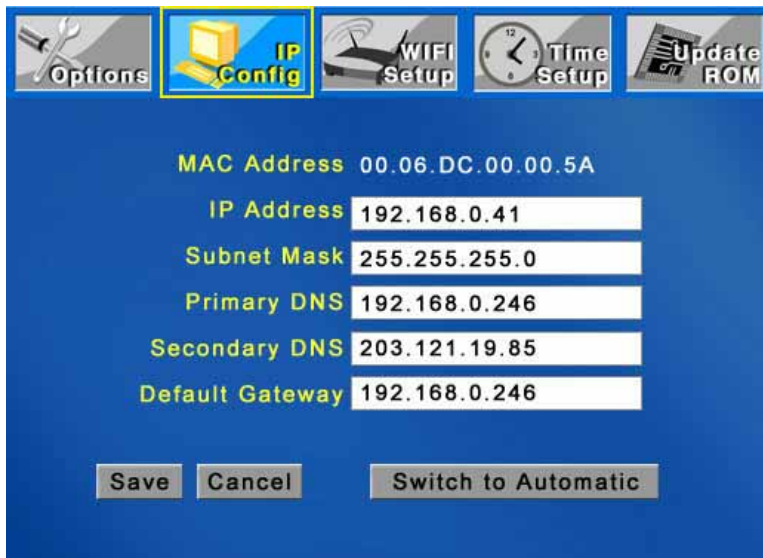 Options
IP Config
WIFI Setup
12
Time Setup
Update ROM
MAC Address 00.06.DC.00.00.5A
IP Address 192.168.0.41
Subnet Mask 255.255.255.0
Primary DNS 192.168.0.246
Secondary DNS 203.121.19.85
Default Gateway 192.168.0.246
Save Cancel Switch to Automatic